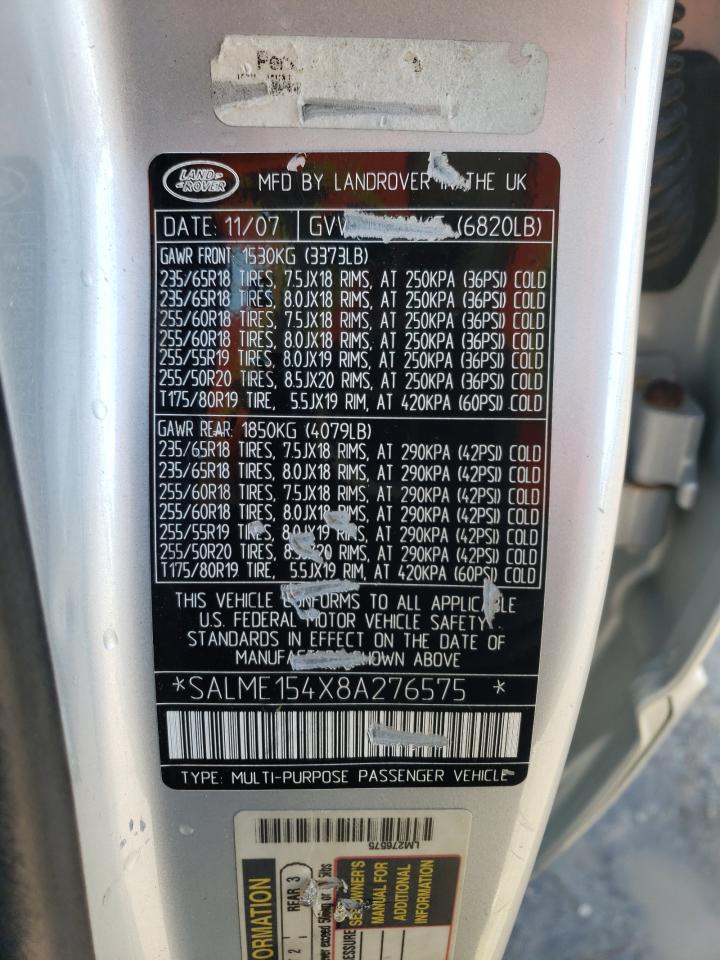 LAND ROVER MFD BY LANDROVER IN THE UK
DATE: 11/07 (6820LB)
GAWR FRONT: 1530KG (3373LB)
235/65R18 TIRES, 7.5JX18 RIMS, AT 250KPA (36PSI) COLD
235/65R18 TIRES, 8.0JX18 RIMS, AT 250KPA (36PSI) COLD
255/60R18 TIRES, 7.5JX18 RIMS, AT 250KPA (36PSI) COLD
255/60R18 TIRES, 8.0JX18 RIMS, AT 250KPA (36PSI) COLD
255/55R19 TIRES, 8.0JX19 RIMS, AT 250KPA (36PSI) COLD
255/50R20 TIRES, 8.5JX20 RIMS, AT 250KPA (36PSI) COLD
T175/80R19 TIRE, 5.5JX19 RIM, AT 420KPA (60PSI) COLD
GAWR REAR: 1850KG (4079LB)
235/65R18 TIRES, 7.5JX18 RIMS, AT 290KPA (42PSI) COLD
235/65R18 TIRES, 8.0JX18 RIMS, AT 290KPA (42PSI) COLD
255/60R18 TIRES, 7.5JX18 RIMS, AT 290KPA (42PSI) COLD
255/60R18 TIRES, 8.0JX18 RIMS, AT 290KPA (42PSI) COLD
255/55R19 TIRES, 8.0JX19 RIMS, AT 290KPA (42PSI) COLD
255/50R20 TIRES, 8.5JX20 RIMS, AT 290KPA (42PSI) COLD
T175/80R19 TIRE, 5.5JX19 RIM, AT 420KPA (60PSI) COLD
THIS VEHICLE CONFORMS TO ALL APPLICABLE
U.S. FEDERAL MOTOR VEHICLE SAFETY
STANDARDS IN EFFECT ON THE DATE OF
MANUFACTURE SHOWN ABOVE
*SALME154X8A276575 *
TYPE: MULTI-PURPOSE PASSENGER VEHICLE
LM276575
REAR 3
SEE OWNER'S
MANUAL FOR
ADDITIONAL
INFORMATION